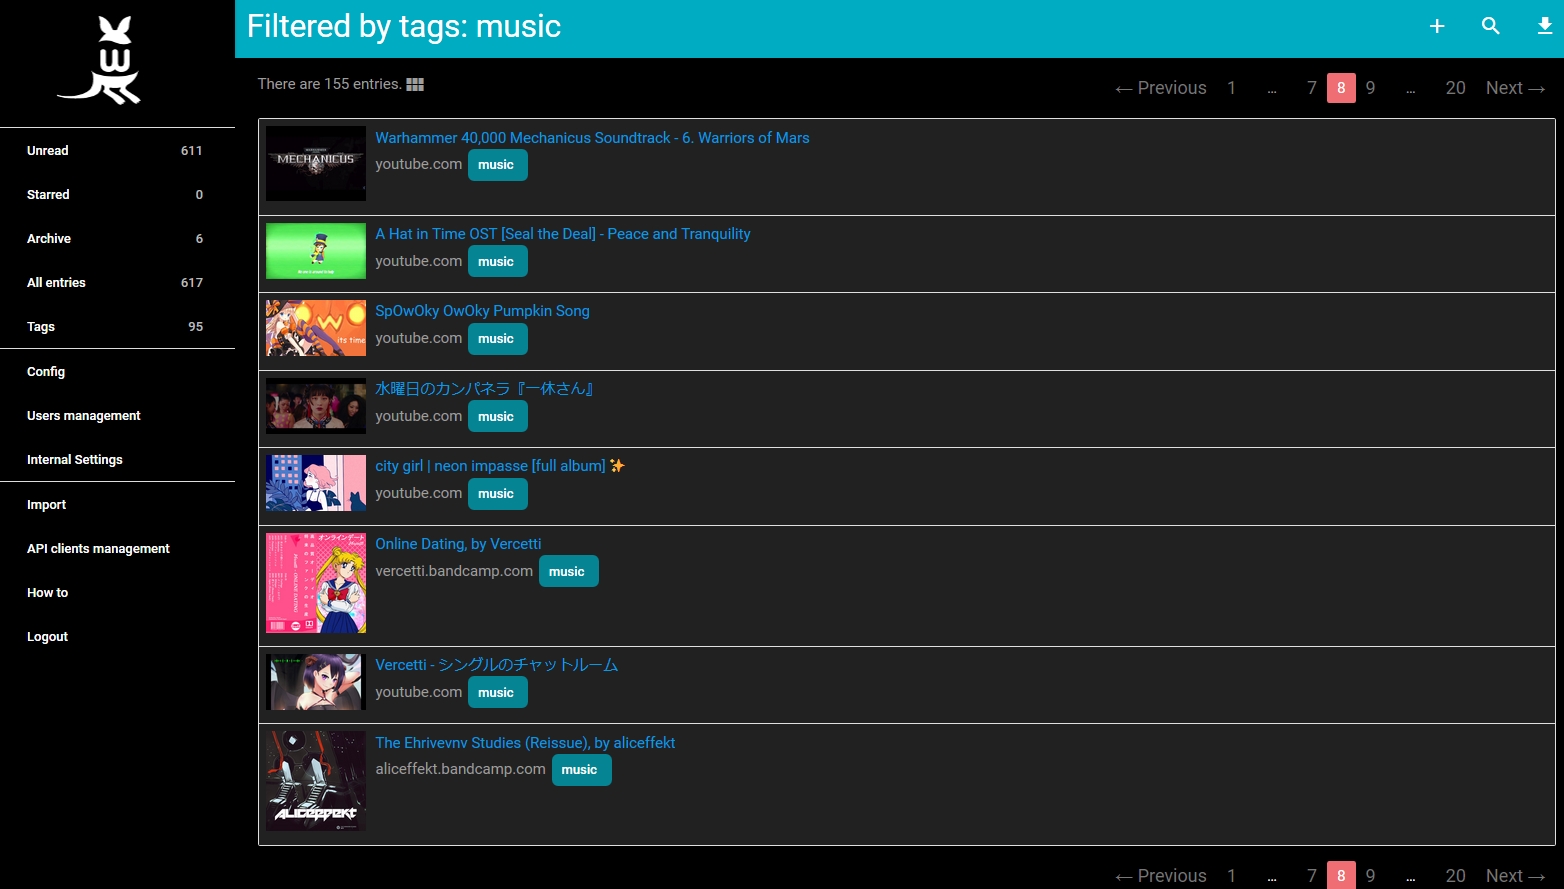 Filtered by tags: music
W
Unread 611
Starred 0
Archive 6
All entries 617
Tags 95
Config
Users management
Internal Settings
Import
API clients management
How to
Logout
There are 155 entries.
← Previous 1 … 7 8 9 … 20 Next →
MECHANICUS
Warhammer 40,000 Mechanicus Soundtrack - 6. Warriors of Mars
youtube.com music
A Hat in Time OST [Seal the Deal] - Peace and Tranquility
youtube.com music
OwO
its time
SpOwOky OwOky Pumpkin Song
youtube.com music
水曜日のカンパネラ『一休さん』
youtube.com music
city girl | neon impasse [full album] ✨
youtube.com music
オンラインデート
Online Dating, by Vercetti
vercetti.bandcamp.com music
Vercetti - シングルのチャットルーム
youtube.com music
ALICEFFEKT
The Ehrivevnv Studies (Reissue), by aliceffekt
aliceffekt.bandcamp.com music
← Previous 1 … 7 8 9 … 20 Next →